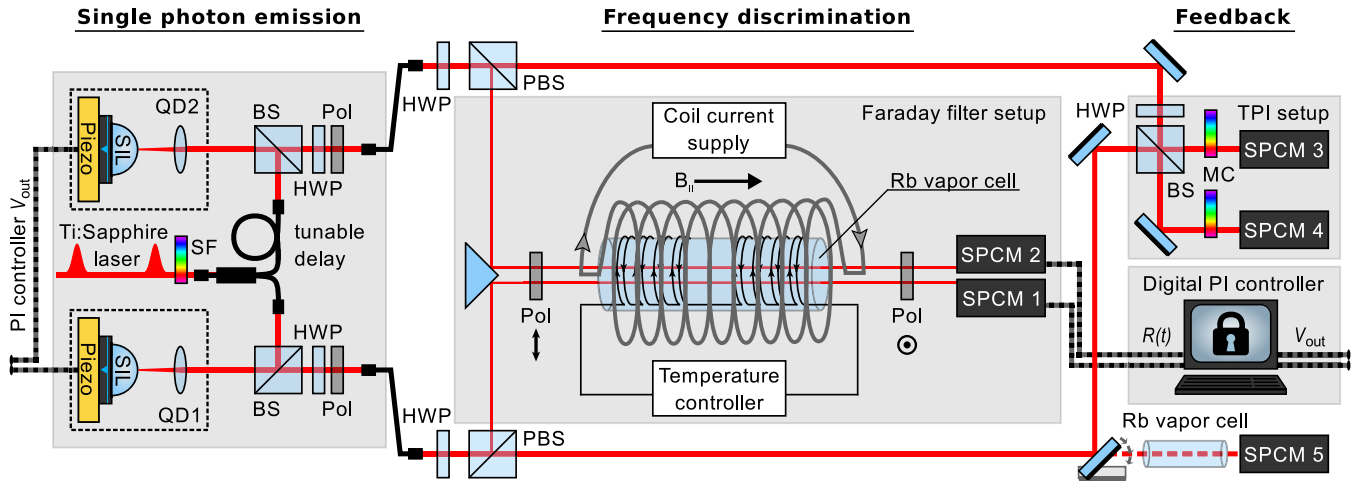 Single photon emission
Frequency discrimination
Feedback
QD2
Piezo
SIL
BS
Pol
HWP
PI controller Vout
Ti:Sapphire
laser
SF
tunable
delay
HWP
Piezo
SIL
QD1
BS
Pol
HWP
PBS
Coil current
supply
Faraday filter setup
B||
Rb vapor cell
Pol
Pol
SPCM 2
SPCM 1
Temperature
controller
HWP
PBS
HWP
TPI setup
SPCM 3
MC
BS
SPCM 4
Digital PI controller
R(t)
Vout
Rb vapor cell
SPCM 5